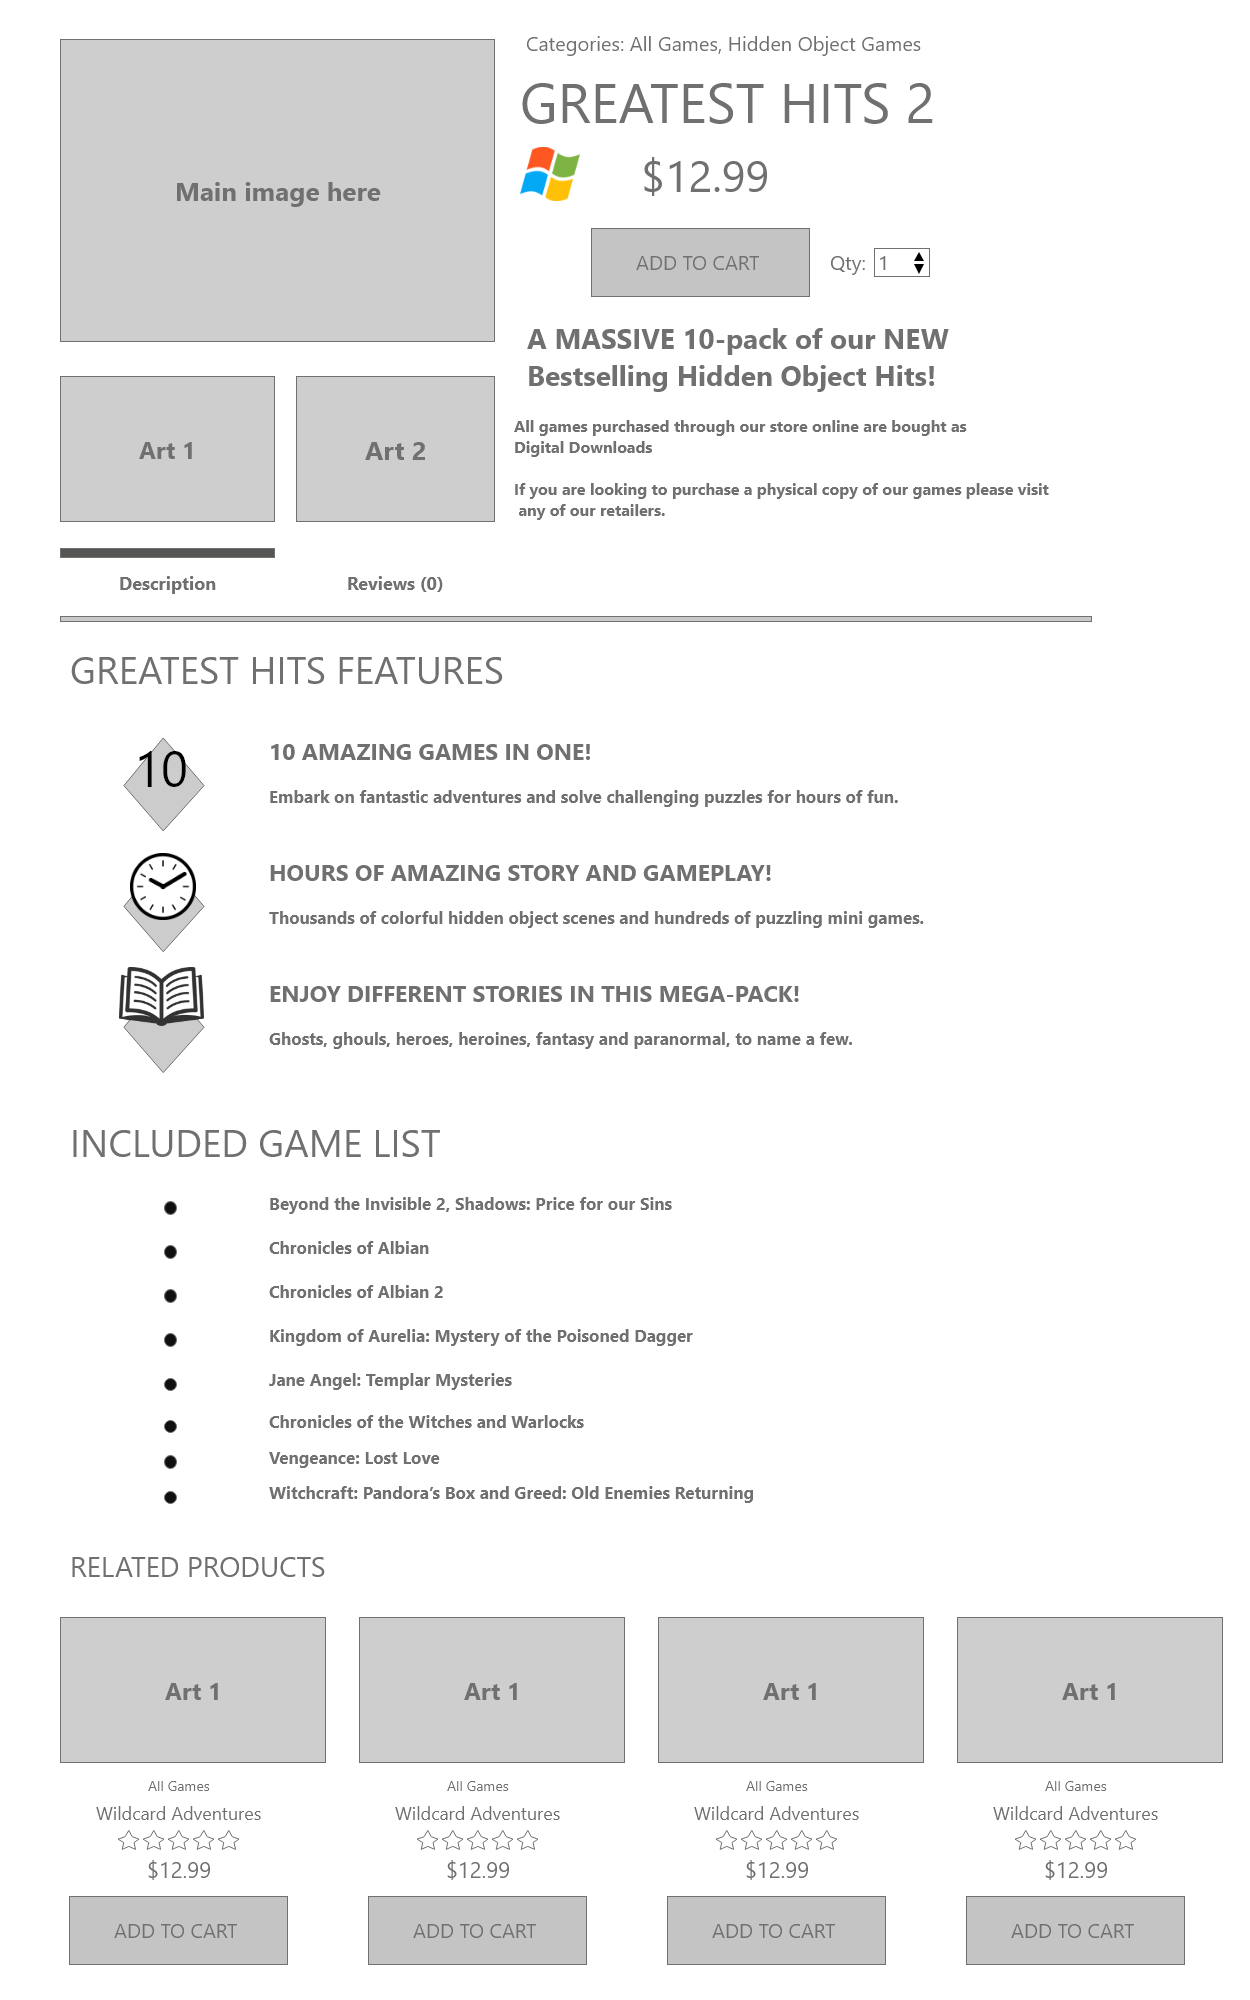 Categories: All Games, Hidden Object Games
GREATEST HITS 2
Main image here
$12.99
ADD TO CART
Qty:
1
A MASSIVE 10-pack of our NEW
Bestselling Hidden Object Hits!
Art 1
Art 2
All games purchased through our store online are bought as
Digital Downloads
If you are looking to purchase a physical copy of our games please visit
any of our retailers.
Description
Reviews (0)
GREATEST HITS FEATURES
10
10 AMAZING GAMES IN ONE!
Embark on fantastic adventures and solve challenging puzzles for hours of fun.
HOURS OF AMAZING STORY AND GAMEPLAY!
Thousands of colorful hidden object scenes and hundreds of puzzling mini games.
ENJOY DIFFERENT STORIES IN THIS MEGA-PACK!
Ghosts, ghouls, heroes, heroines, fantasy and paranormal, to name a few.
INCLUDED GAME LIST
Beyond the Invisible 2, Shadows: Price for our Sins
Chronicles of Albian
Chronicles of Albian 2
Kingdom of Aurelia: Mystery of the Poisoned Dagger
Jane Angel: Templar Mysteries
Chronicles of the Witches and Warlocks
Vengeance: Lost Love
Witchcraft: Pandora’s Box and Greed: Old Enemies Returning
RELATED PRODUCTS
Art 1
All Games
Wildcard Adventures
$12.99
ADD TO CART
Art 1
All Games
Wildcard Adventures
$12.99
ADD TO CART
Art 1
All Games
Wildcard Adventures
$12.99
ADD TO CART
Art 1
All Games
Wildcard Adventures
$12.99
ADD TO CART